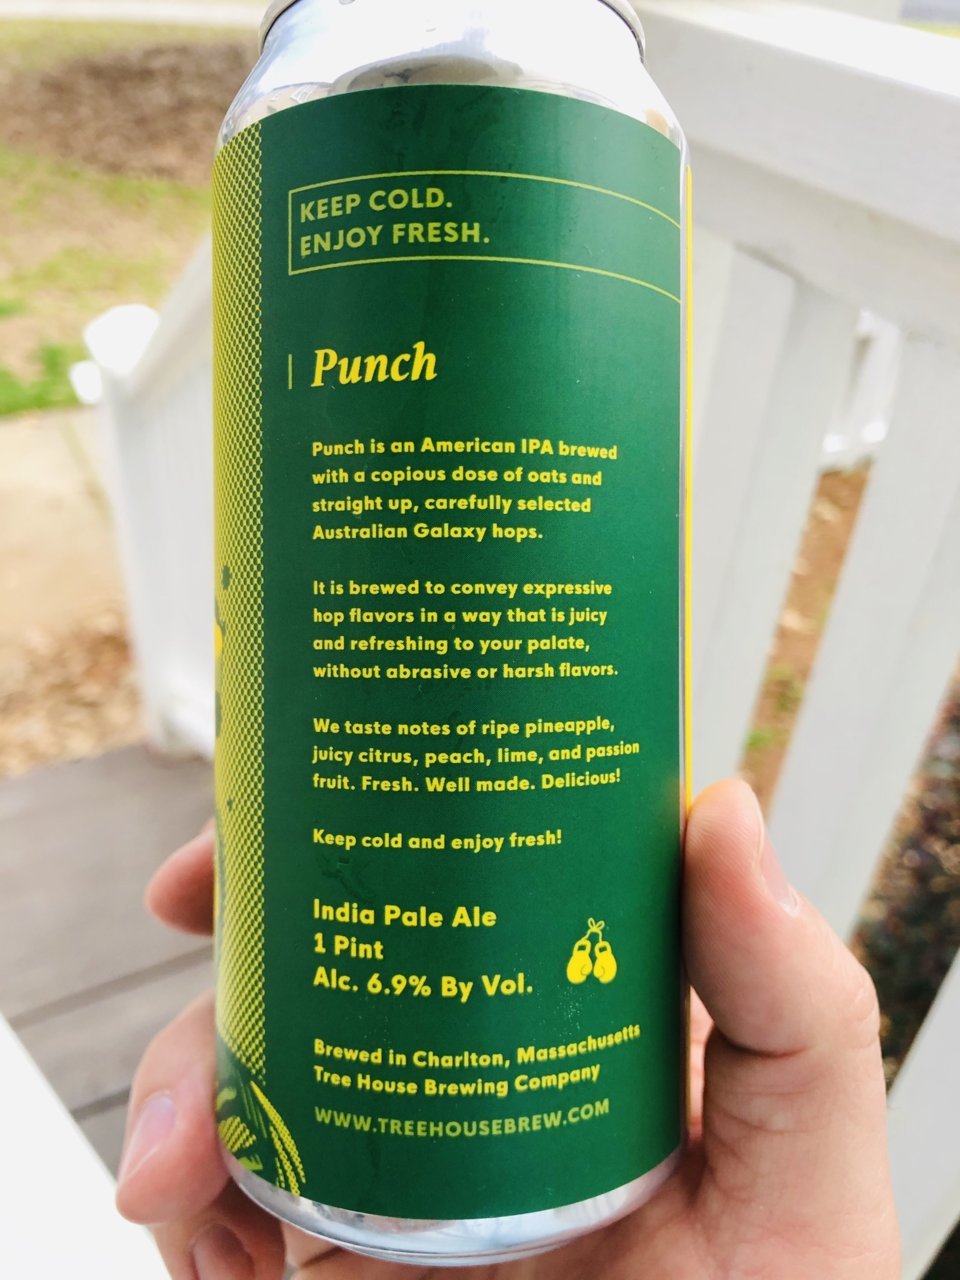 KEEP COLD.
ENJOY FRESH.
Punch
Punch is an American IPA brewed
with a copious dose of oats and
straight up, carefully selected
Australian Galaxy hops.
It is brewed to convey expressive
hop flavors in a way that is juicy
and refreshing to your palate,
without abrasive or harsh flavors.
We taste notes of ripe pineapple,
juicy citrus, peach, lime, and passion
fruit. Fresh. Well made. Delicious!
Keep cold and enjoy fresh!
India Pale Ale
1 Pint
Alc. 6.9% By Vol.
Brewed in Charlton, Massachusetts
Tree House Brewing Company
WWW.TREEHOUSEBREW.COM